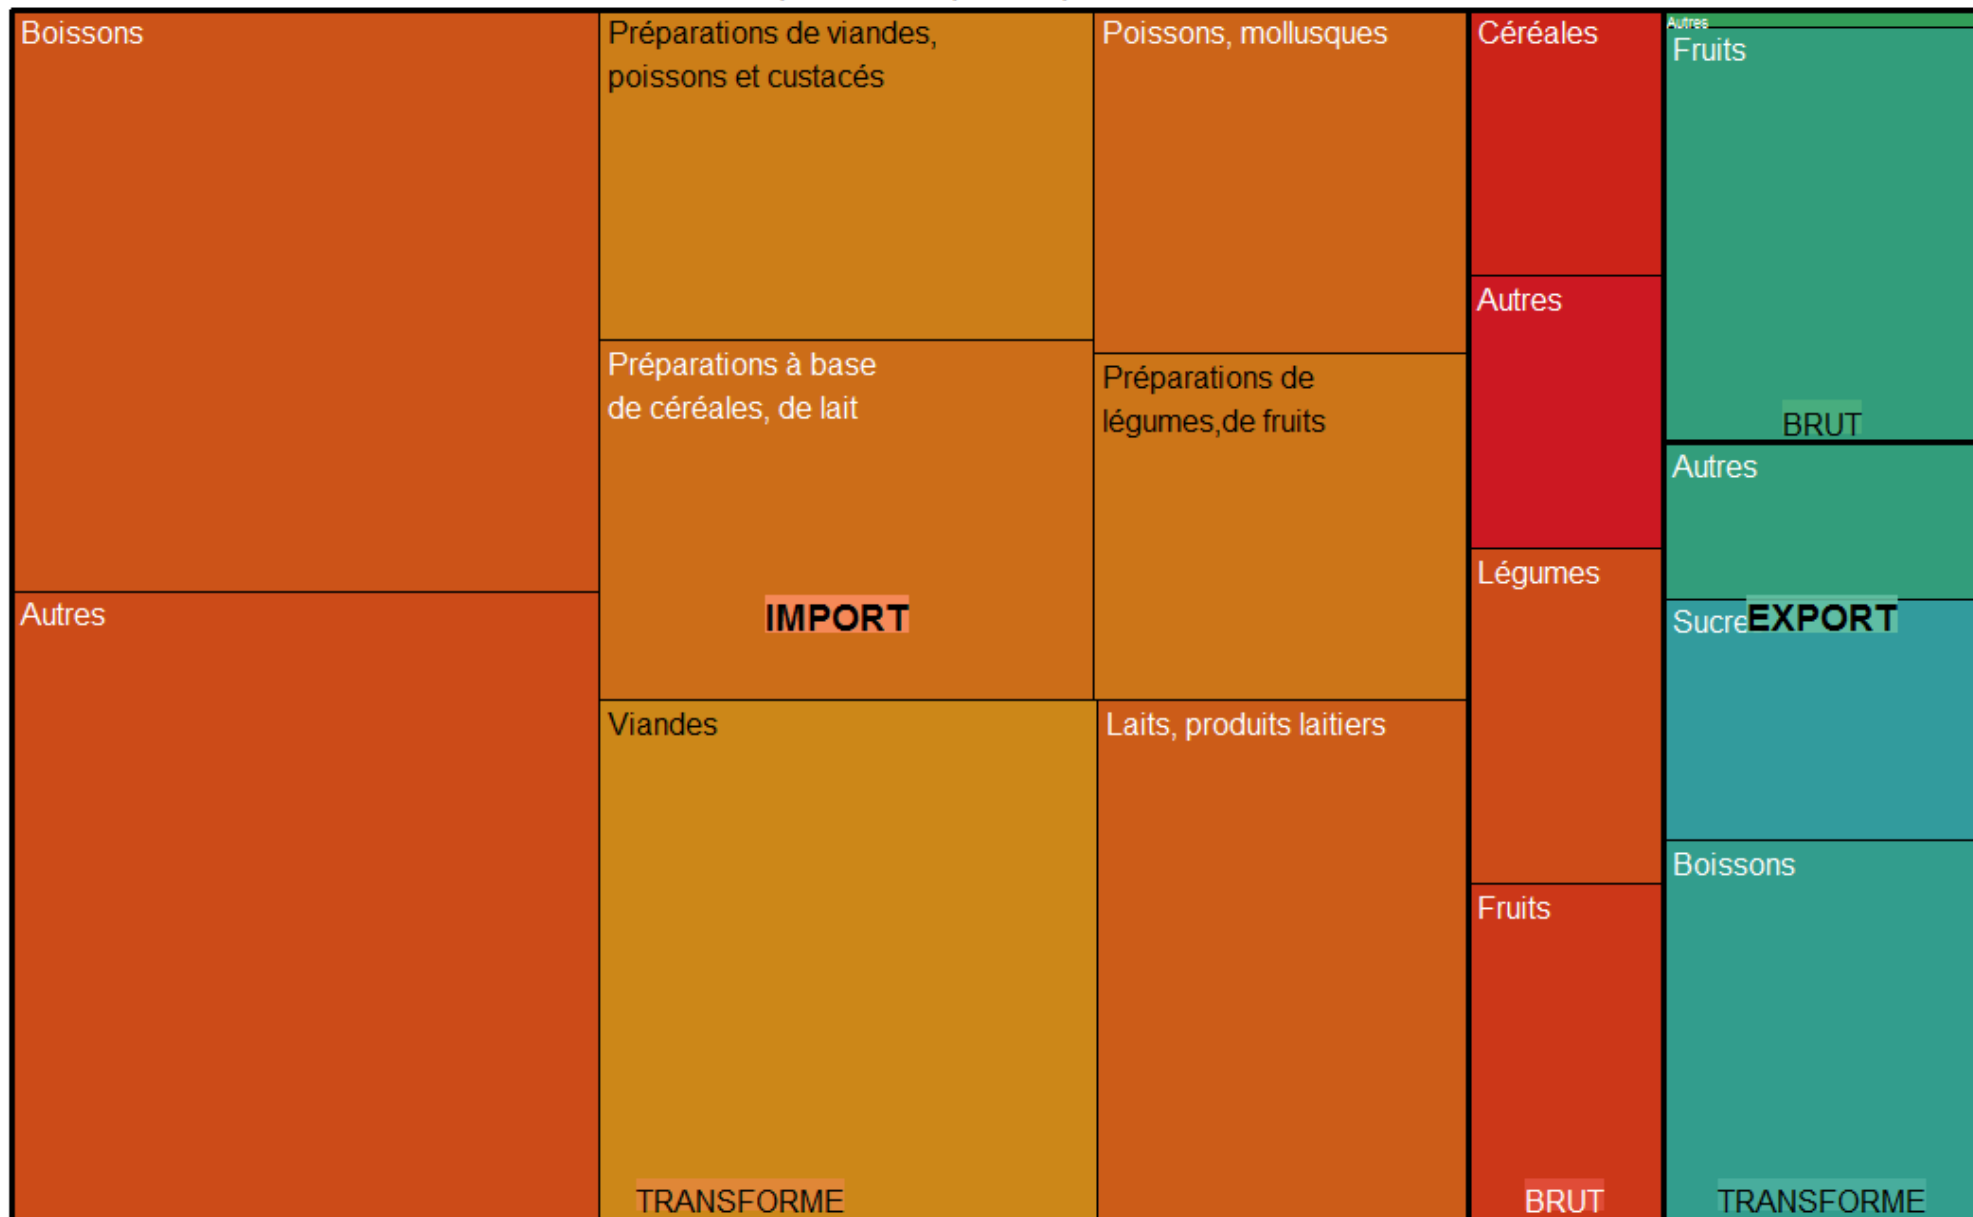 Boissons
Préparations de viandes,
poissons et custacés
Poissons, mollusques
Céréales
Autres
Fruits
Autres
Préparations à base
de céréales, de lait
Préparations de
légumes,de fruits
BRUT
Autres
Légumes
Autres
IMPORT
Sucre
EXPORT
Viandes
Laits, produits laitiers
Boissons
Fruits
TRANSFORME
BRUT
TRANSFORME